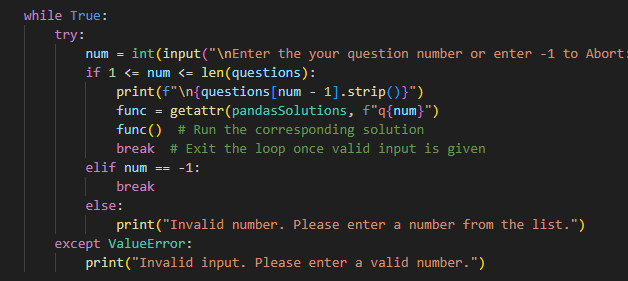 while True:
try:
num = int(input("\nEnter the your question number or enter -1 to Abort:
if 1 <= num <= len(questions):
print(f"\n{questions[num - 1].strip()}")
func = getattr(pandasSolutions, f"q{num}")
func()  # Run the corresponding solution
break  # Exit the loop once valid input is given
elif num == -1:
break
else:
print("Invalid number. Please enter a number from the list.")
except ValueError:
print("Invalid input. Please enter a valid number.")